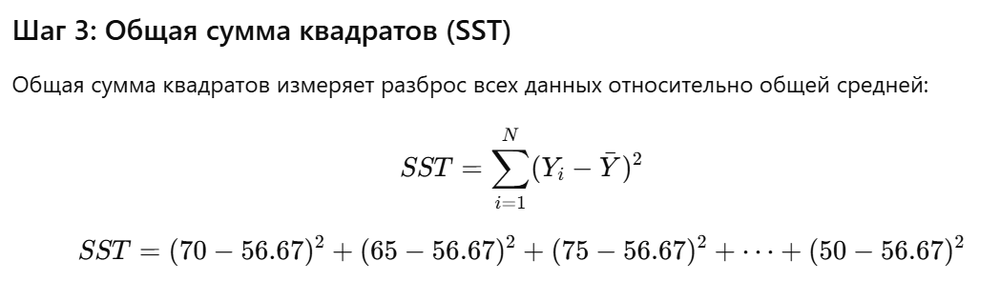 Шаг 3: Общая сумма квадратов (SST)
Общая сумма квадратов измеряет разброс всех данных относительно общей средней:
$SST = \sum_{i=1}^{N} (Y_i - \bar{Y})^2$
$SST = (70 - 56.67)^2 + (65 - 56.67)^2 + (75 - 56.67)^2 + \cdots + (50 - 56.67)^2$